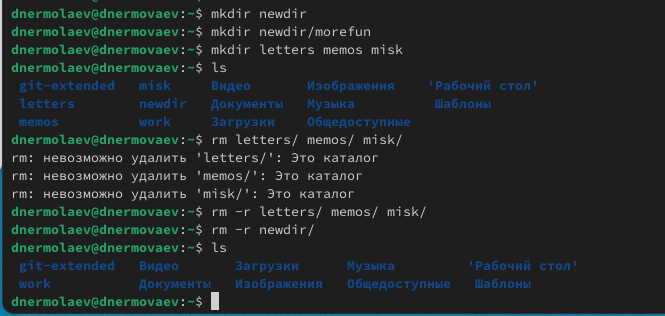 dnermolaev@dnermovaev:~$ mkdir newdir
dnermolaev@dnermovaev:~$ mkdir newdir/morefun
dnermolaev@dnermovaev:~$ mkdir letters memos misk
dnermolaev@dnermovaev:~$ ls
git-extended misk Видео Изображения 'Рабочий стол'
letters newdir Документы Музыка Шаблоны
memos work Загрузки Общедоступные
dnermolaev@dnermovaev:~$ rm letters/ memos/ misk/
rm: невозможно удалить 'letters/': Это каталог
rm: невозможно удалить 'memos/': Это каталог
rm: невозможно удалить 'misk/': Это каталог
dnermolaev@dnermovaev:~$ rm -r letters/ memos/ misk/
dnermolaev@dnermovaev:~$ rm -r newdir/
dnermolaev@dnermovaev:~$ ls
git-extended Видео Загрузки Музыка 'Рабочий стол'
work Документы Изображения Общедоступные Шаблоны
dnermolaev@dnermovaev:~$